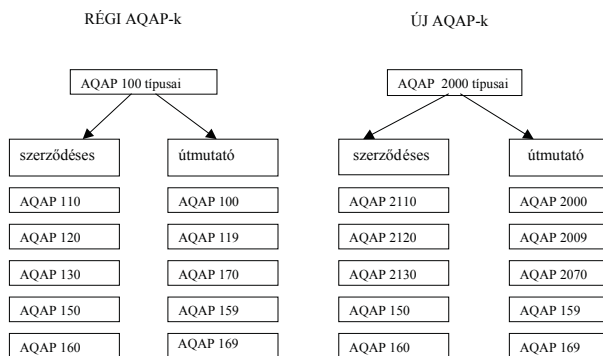 RÉGI AQAP-k
ÚJ AQAP-k
AQAP 100 típusai
AQAP 2000 típusai
szerződéses
útmutató
szerződéses
útmutató
AQAP 110
AQAP 100
AQAP 2110
AQAP 2000
AQAP 120
AQAP 119
AQAP 2120
AQAP 2009
AQAP 130
AQAP 170
AQAP 2130
AQAP 2070
AQAP 150
AQAP 159
AQAP 150
AQAP 159
AQAP 160
AQAP 169
AQAP 160
AQAP 169